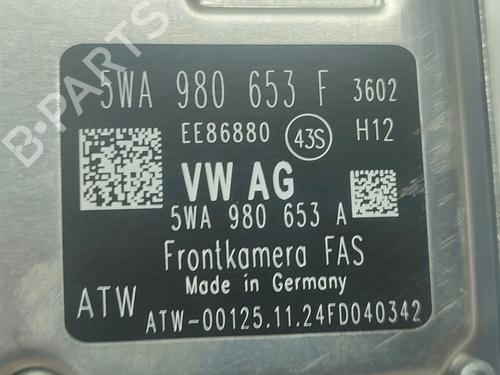 5WA 980 653 F 3602
EE86880 43S H12
VW AG
5WA 980 653 A
Frontkamera FAS
Made in Germany
ATW ATW-00125.11.24FD040342
B-PARTS